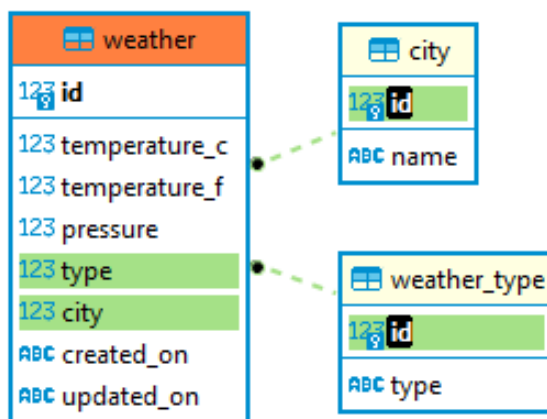 weather
123 id
123 temperature_c
123 temperature_f
123 pressure
123 type
123 city
ABC created_on
ABC updated_on
city
123 id
ABC name
weather_type
123 id
ABC type